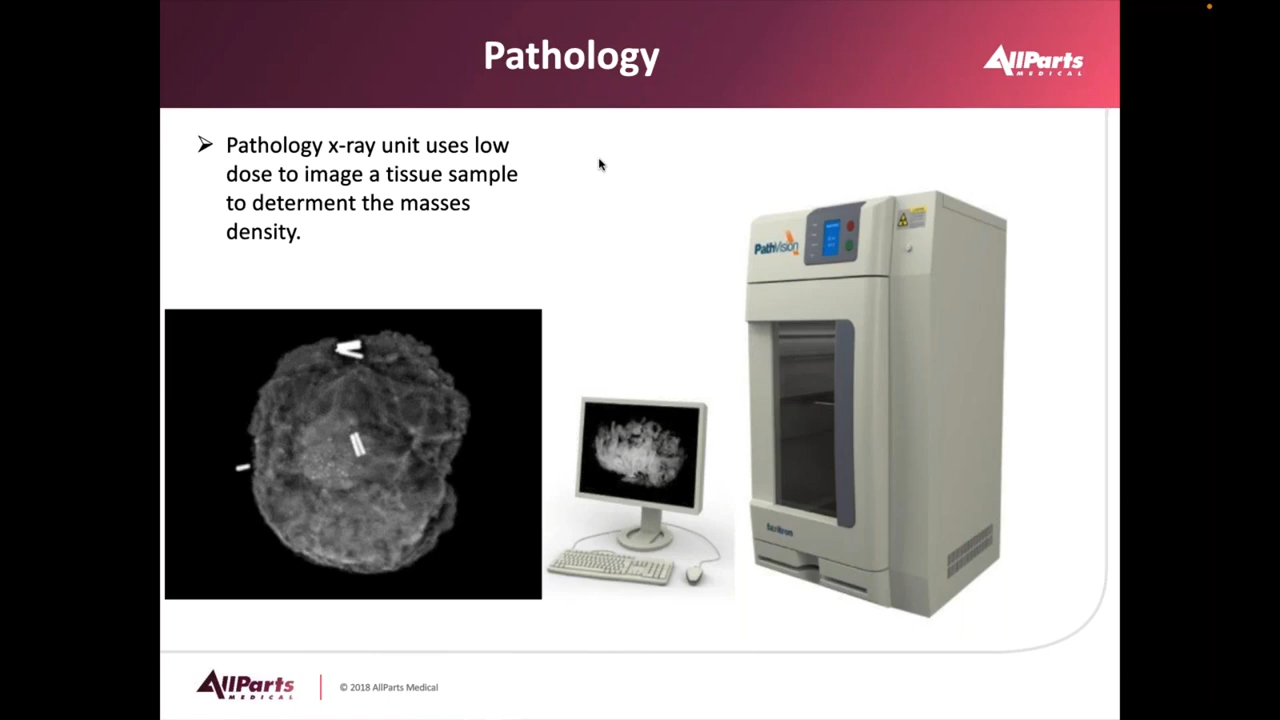 Pathology
AllParts
MEDICAL
➢ Pathology x-ray unit uses low
dose to image a tissue sample
to determent the masses
density.
PathVision
faxitron
AllParts
MEDICAL
© 2018 AllParts Medical